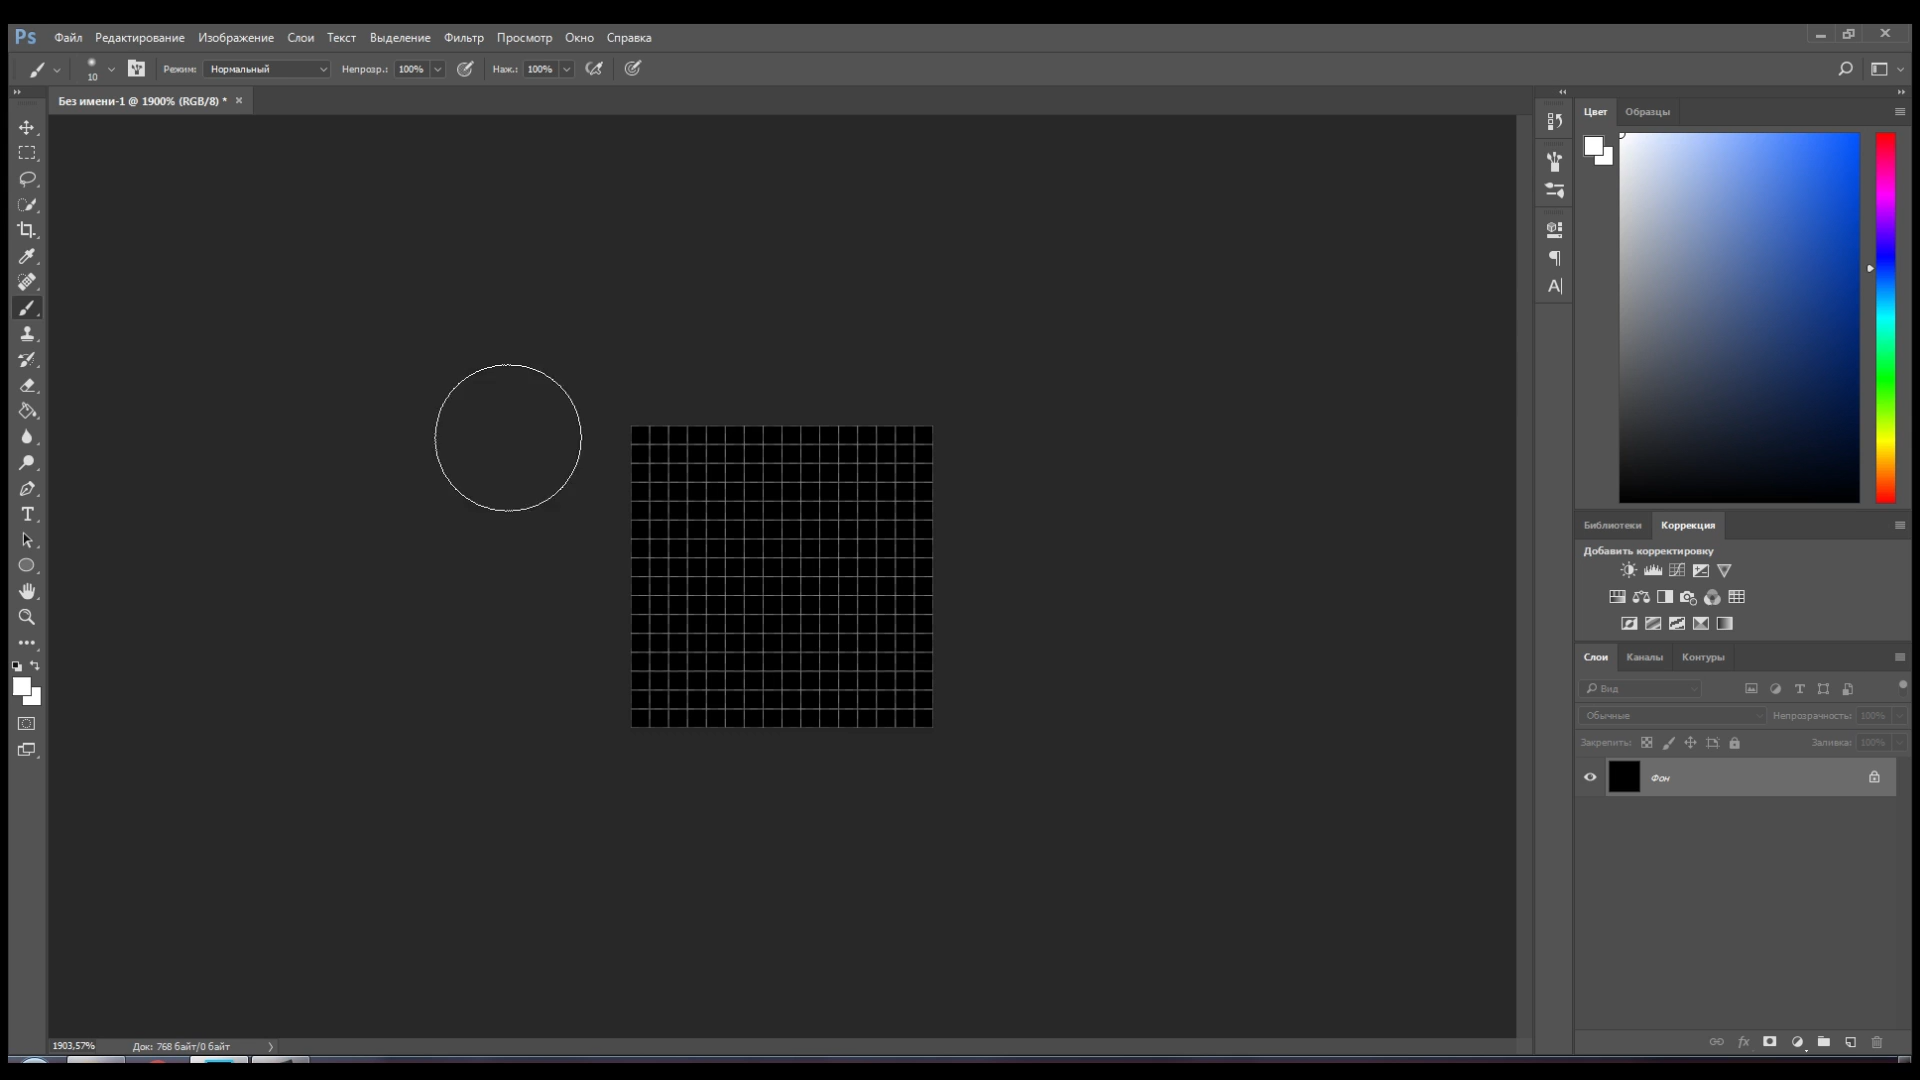 Ps Файл Редактирование Изображение Слои Текст Выделение Фильтр Просмотр Окно Справка
10 Режим: Нормальный Непрозр.: 100% Наж.: 100%
Без имени-1 @ 1900% (RGB/8) * ×
Цвет Образцы
Библиотеки Коррекция
Добавить корректировку
Слои Каналы Контуры
Вид
Обычные Непрозрачность: 100%
Закрепить: Заливка: 100%
Фон
1903,57% Док: 768 байт/0 байт